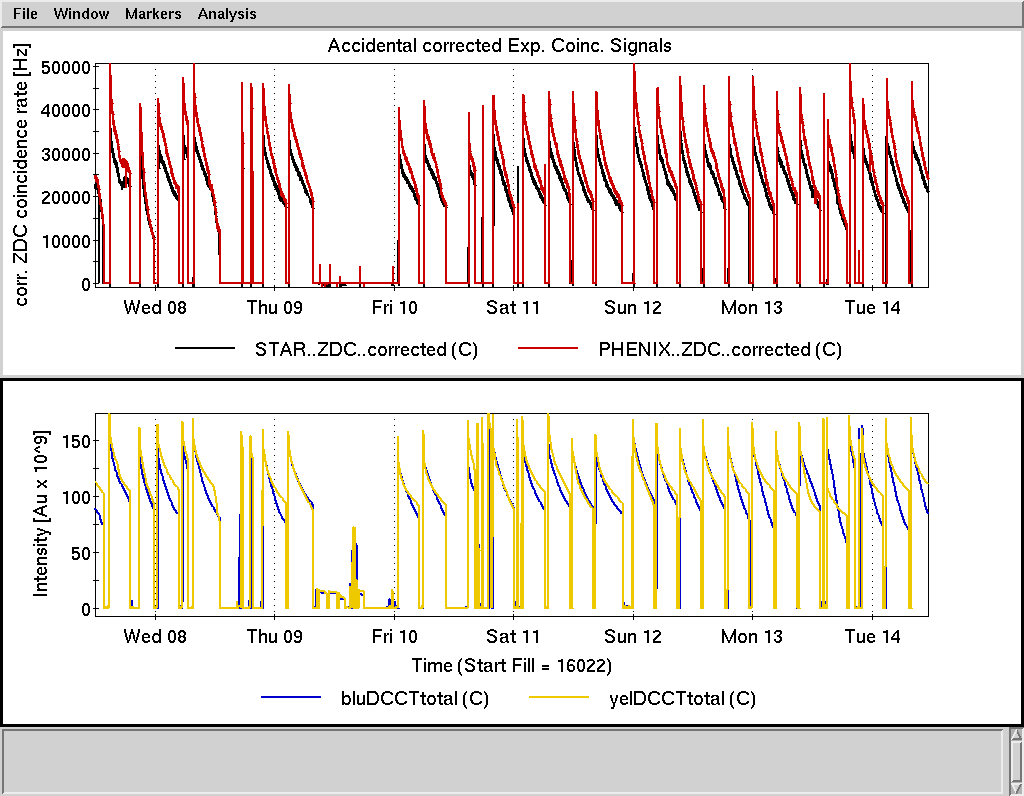 File Window Markers Analysis
Accidental corrected Exp. Coinc. Signals
corr. ZDC coincidence rate [Hz]
50000
40000
30000
20000
10000
0
Wed 08 Thu 09 Fri 10 Sat 11 Sun 12 Mon 13 Tue 14
STAR..ZDC..corrected (C) PHENIX..ZDC..corrected (C)
Intensity [Au x 10^9]
150
100
50
0
Wed 08 Thu 09 Fri 10 Sat 11 Sun 12 Mon 13 Tue 14
Time (Start Fill = 16022)
bluDCCTtotal (C) yelDCCTtotal (C)